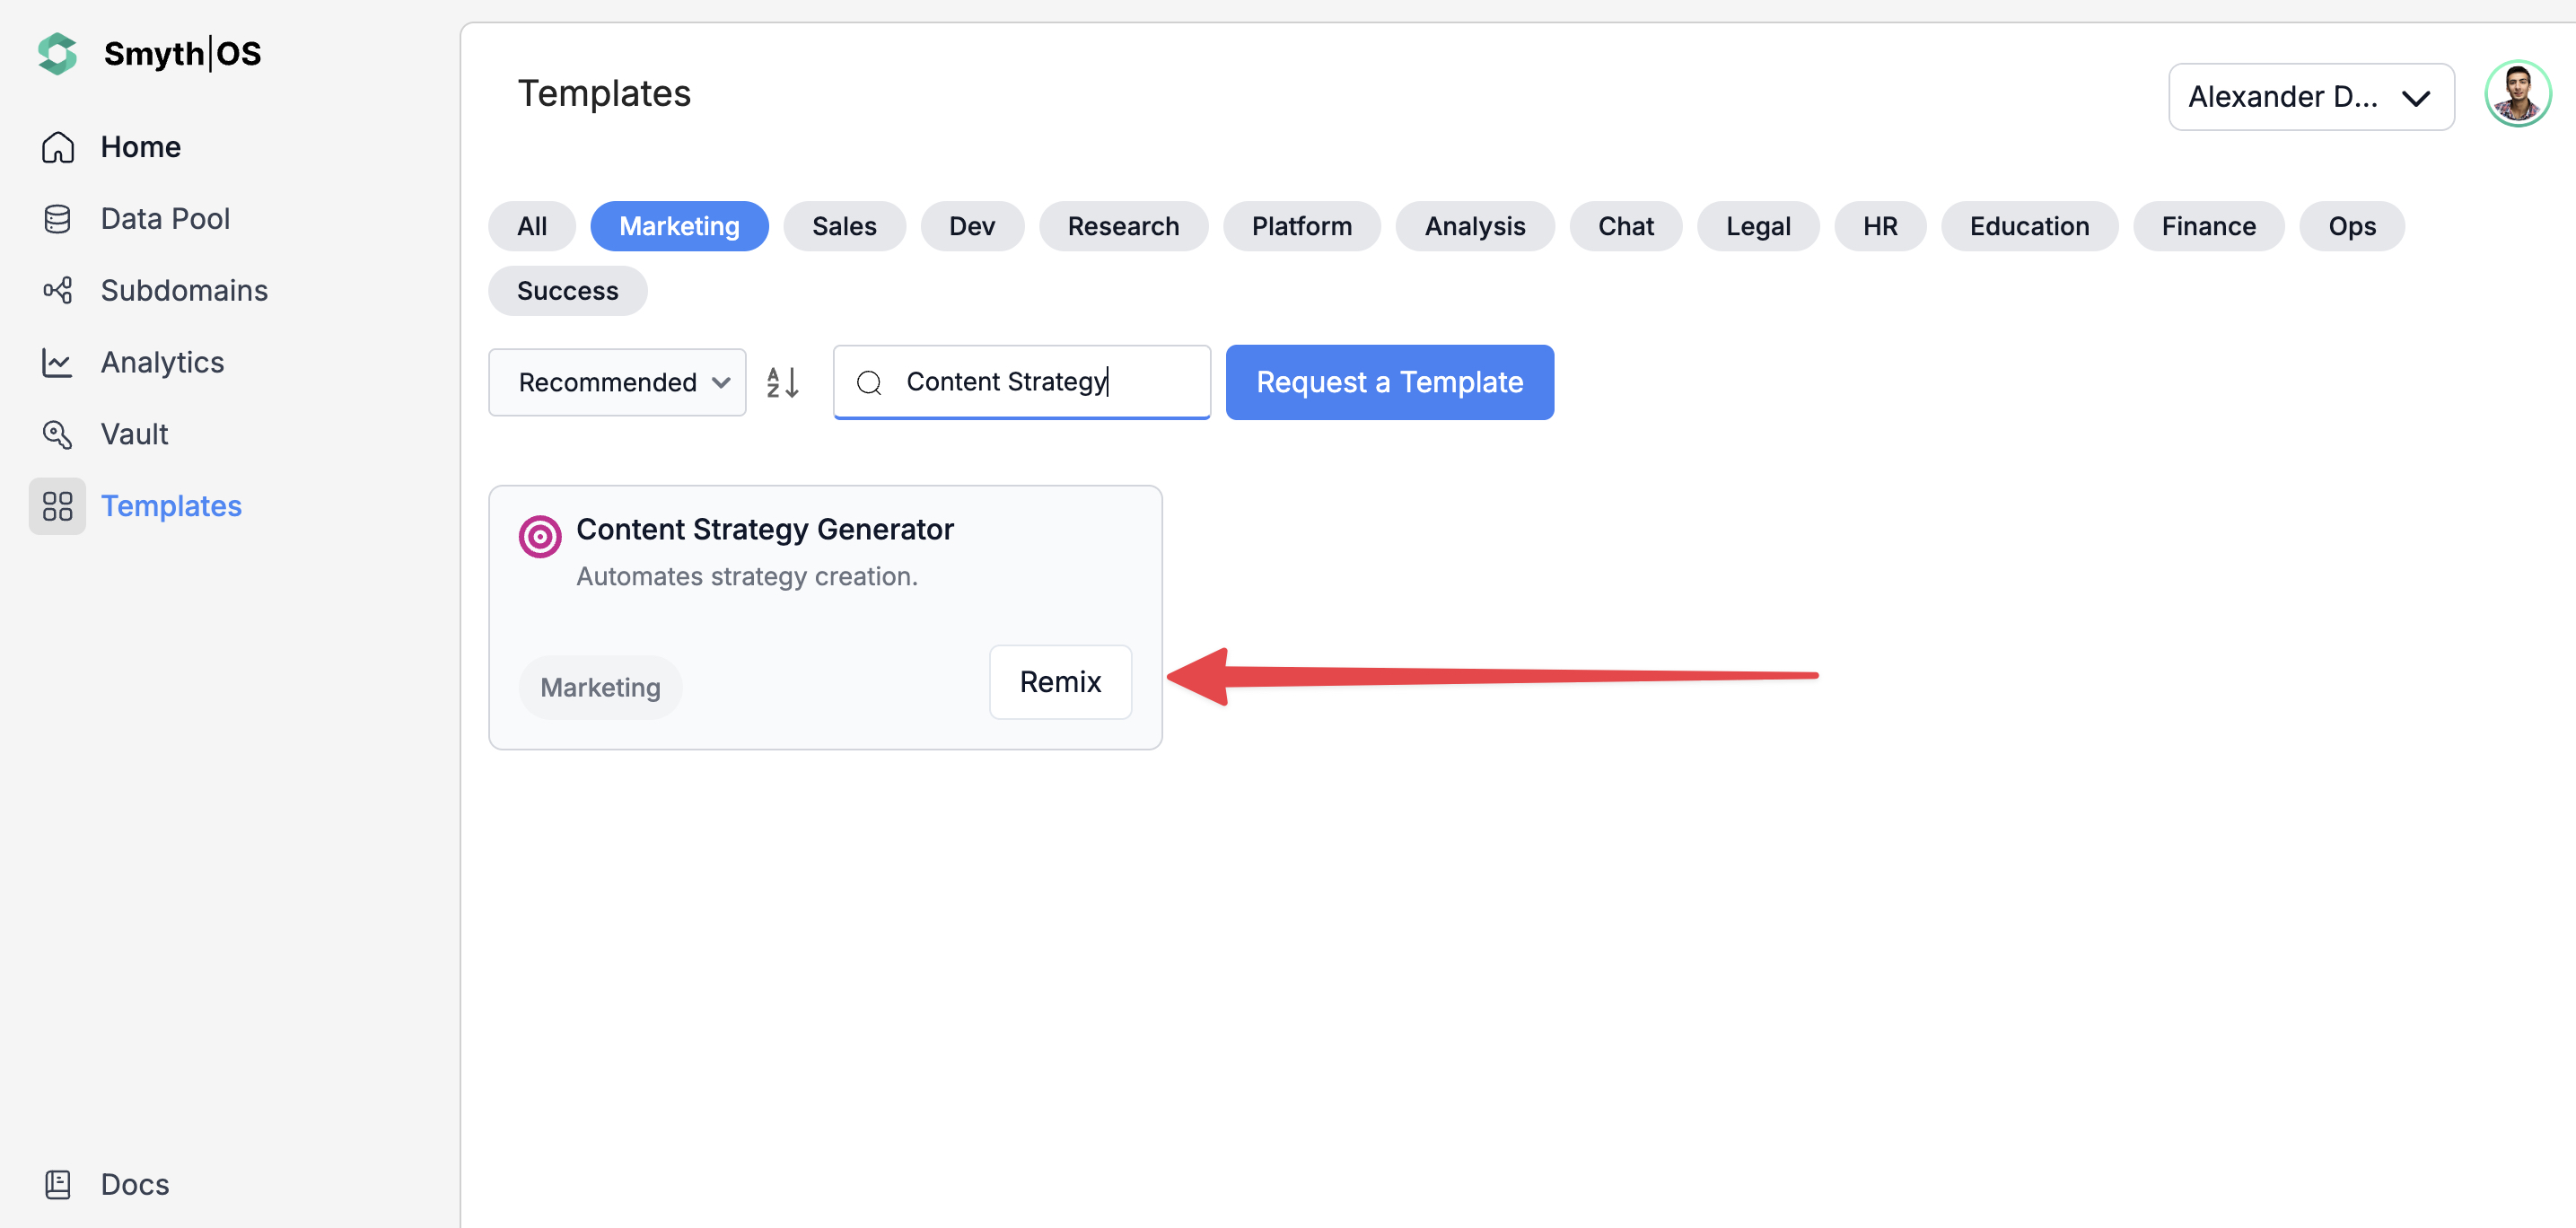 Smyth|OS
Home
Data Pool
Subdomains
Analytics
Vault
Templates
Docs
Templates
Alexander D...
All Marketing Sales Dev Research Platform Analysis Chat Legal HR Education Finance Ops
Success
Recommended A Z Content Strategy Request a Template
Content Strategy Generator
Automates strategy creation.
Marketing Remix